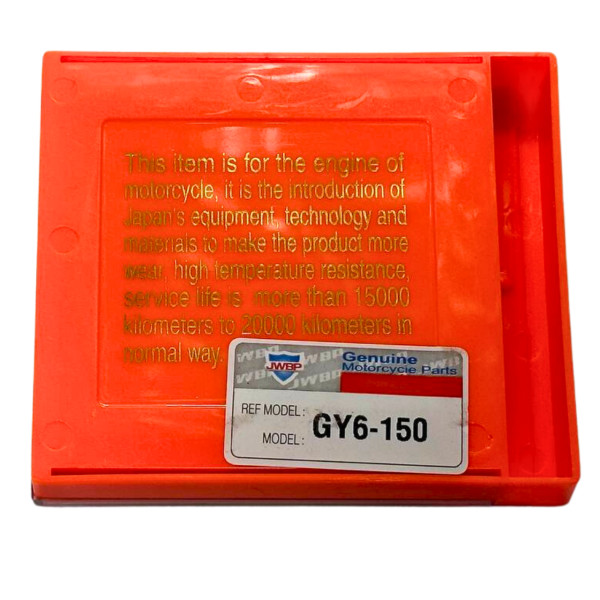 This item is for the engine of
motorcycle, it is the introduction of
Japan's equipment, technology and
materials to make the product more
wear, high temperature resistance,
service life is more than 15000
kilometers to 20000 kilometers in
normal way.
JWBP
Genuine
Motorcycle Parts
REF MODEL:
MODEL: GY6-150